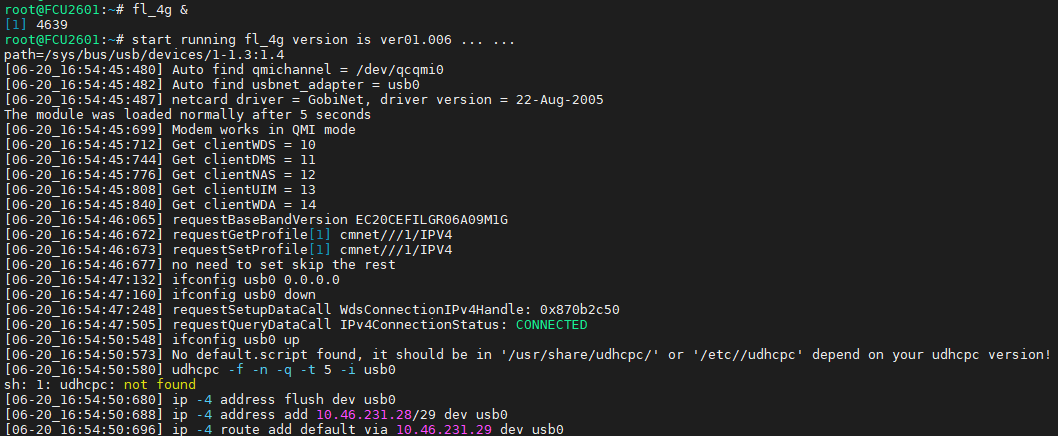 root@FCU2601:~# fl_4g &
[1] 4639
root@FCU2601:~# start running fl_4g version is ver01.006 ... ...
path=/sys/bus/usb/devices/1-1.3:1.4
[06-20_16:54:45:480] Auto find qmichannel = /dev/qcqmi0
[06-20_16:54:45:482] Auto find usbnet_adapter = usb0
[06-20_16:54:45:487] netcard driver = GobiNet, driver version = 22-Aug-2005
The module was loaded normally after 5 seconds
[06-20_16:54:45:699] Modem works in QMI mode
[06-20_16:54:45:712] Get clientWDS = 10
[06-20_16:54:45:744] Get clientDMS = 11
[06-20_16:54:45:776] Get clientNAS = 12
[06-20_16:54:45:808] Get clientUIM = 13
[06-20_16:54:45:840] Get clientWDA = 14
[06-20_16:54:46:065] requestBaseBandVersion EC20CEFILGR06A09M1G
[06-20_16:54:46:672] requestGetProfile[1] cmnet///1/IPV4
[06-20_16:54:46:673] requestSetProfile[1] cmnet///1/IPV4
[06-20_16:54:46:677] no need to set skip the rest
[06-20_16:54:47:132] ifconfig usb0 0.0.0.0
[06-20_16:54:47:160] ifconfig usb0 down
[06-20_16:54:47:248] requestSetupDataCall WdsConnectionIPv4Handle: 0x870b2c50
[06-20_16:54:47:505] requestQueryDataCall IPv4ConnectionStatus: CONNECTED
[06-20_16:54:50:548] ifconfig usb0 up
[06-20_16:54:50:573] No default.script found, it should be in '/usr/share/udhcpc/' or '/etc//udhcpc' depend on your udhcpc version!
[06-20_16:54:50:580] udhcpc -f -n -q -t 5 -i usb0
sh: 1: udhcpc: not found
[06-20_16:54:50:680] ip -4 address flush dev usb0
[06-20_16:54:50:688] ip -4 address add 10.46.231.28/29 dev usb0
[06-20_16:54:50:696] ip -4 route add default via 10.46.231.29 dev usb0